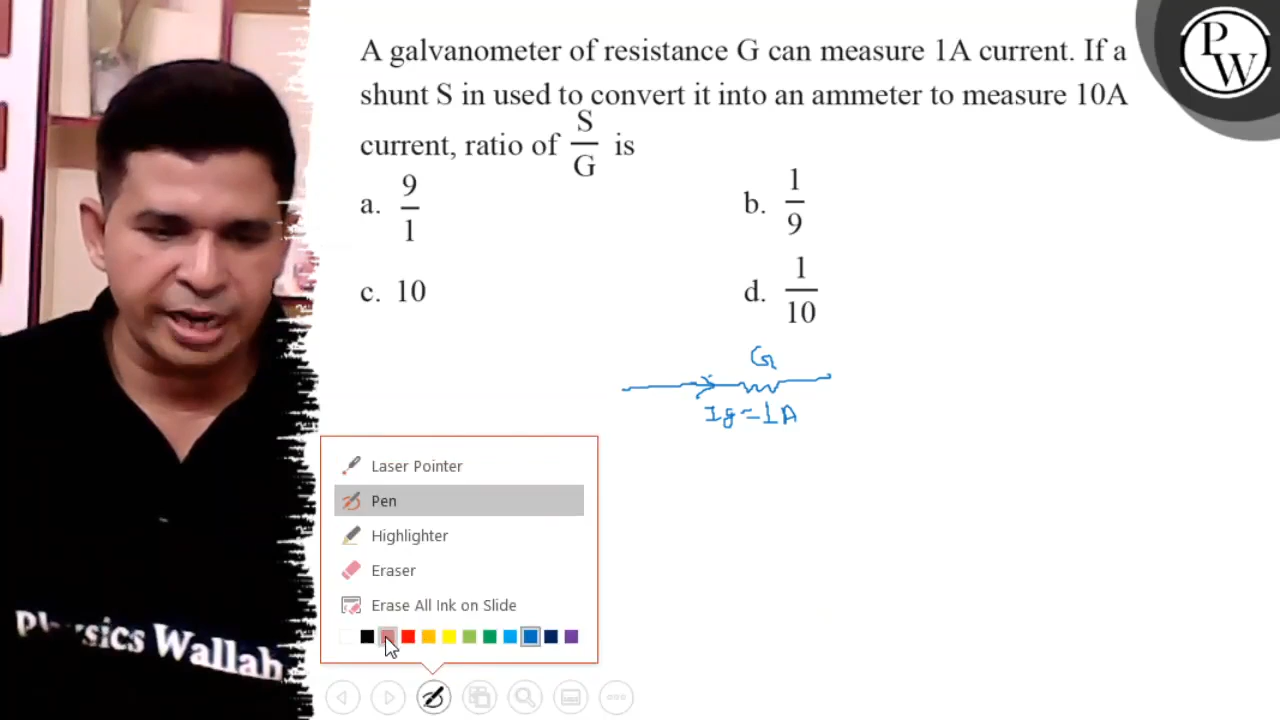 A galvanometer of resistance G can measure 1A current. If a
shunt S in used to convert it into an ammeter to measure 10A
current, ratio of S/G is
a. 9/1
b. 1/9
c. 10
d. 1/10
G
Ig=1A
Laser Pointer
Pen
Highlighter
Eraser
Erase All Ink on Slide
Physics Wallah
PW